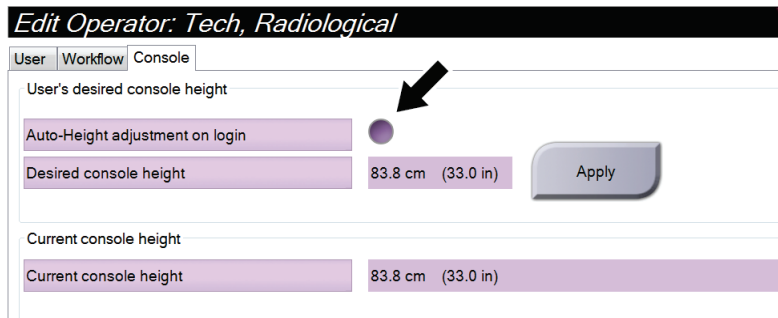 Edit Operator: Tech, Radiological
User Workflow Console
User's desired console height
Auto-Height adjustment on login
Desired console height 83.8 cm (33.0 in) Apply
Current console height
Current console height 83.8 cm (33.0 in)